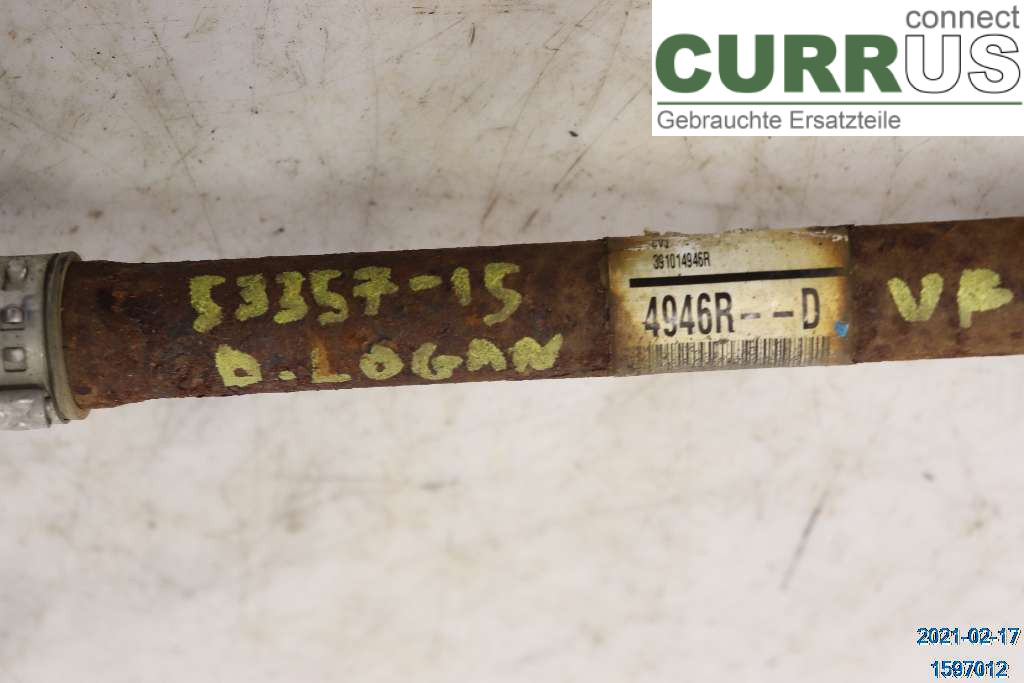 connect
CURRUS
Gebrauchte Ersatzteile
391014946R
4946R--D
53357-15
D.LOGAN
VR
2021-02-17
1597012